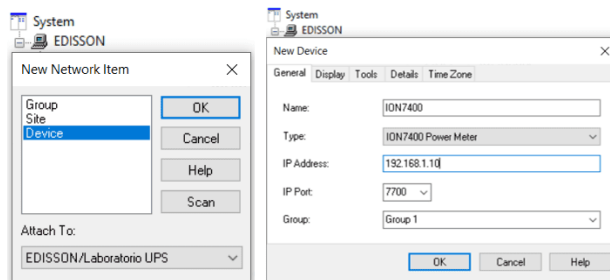 System
EDISSON
New Network Item
Group
Site
Device
OK
Cancel
Help
Scan
Attach To:
EDISSON/Laboratorio UPS
System
EDISSON
New Device
General Display Tools Details Time Zone
Name: ION7400
Type: ION7400 Power Meter
IP Address: 192.168.1.10
IP Port: 7700
Group: Group 1
OK Cancel Help